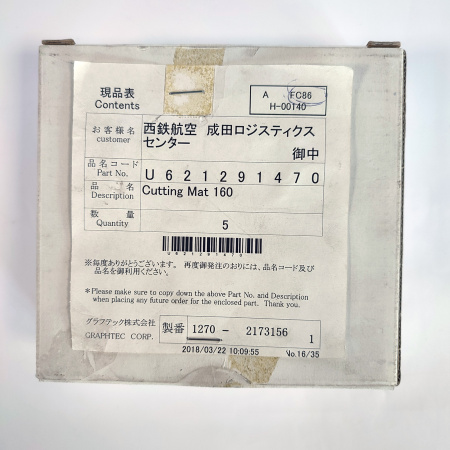 現品表
Contents
A FC86
H-00140
お客様名
customer
西鉄航空 成田ロジスティクス
センター
御中
品名コード
Part No.
U621291470
品 名
Description
Cutting Mat 160
数 量
Quantity
5
U621291470
※毎度ありがとうございます。 再度御発注のおりには、品名コード及び
品名を御利用ください。
*Please make sure to copy down the above Part No. and Description
when placing any future order for the enclosed part. Thank you.
グラフテック株式会社
GRAPHTEC CORP.
製番 1270- 2173156 1
2018/03/22 10:09:55
No.16/35